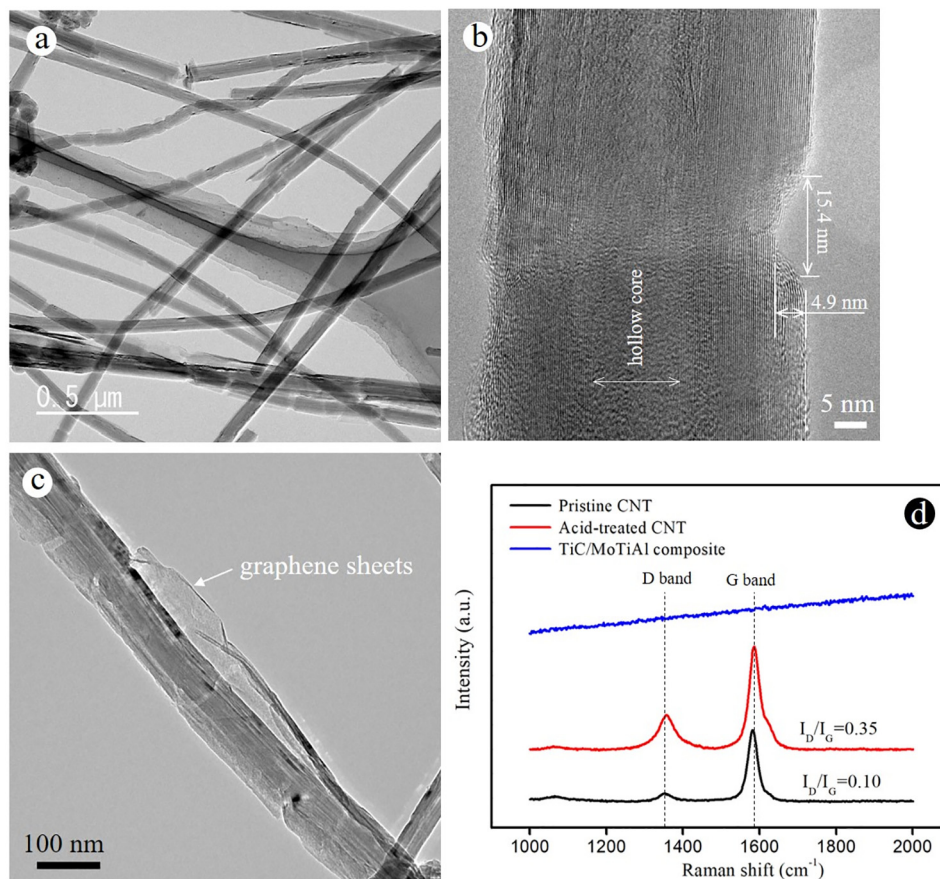 a
0.5 μm
b
15.4 nm
4.9 nm
hollow core
5 nm
c
graphene sheets
100 nm
d
Pristine CNT
Acid-treated CNT
TiC/MoTiAl composite
D band
G band
I_D/I_G=0.35
I_D/I_G=0.10
Intensity (a.u.)
1000 1200 1400 1600 1800 2000
Raman shift (cm⁻¹)